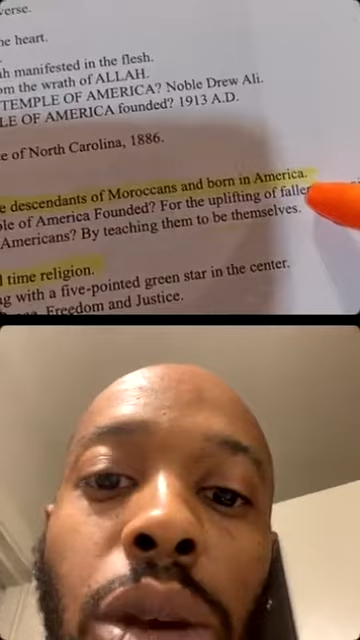 verse.
he heart.
ah manifested in the flesh.
om the wrath of ALLAH.
TEMPLE OF AMERICA? Noble Drew Ali.
LE OF AMERICA founded? 1913 A.D.
e of North Carolina, 1886.
e descendants of Moroccans and born in America.
ple of America Founded? For the uplifting of fallen
Americans? By teaching them to be themselves.
l time religion.
ng with a five-pointed green star in the center.
Freedom and Justice.